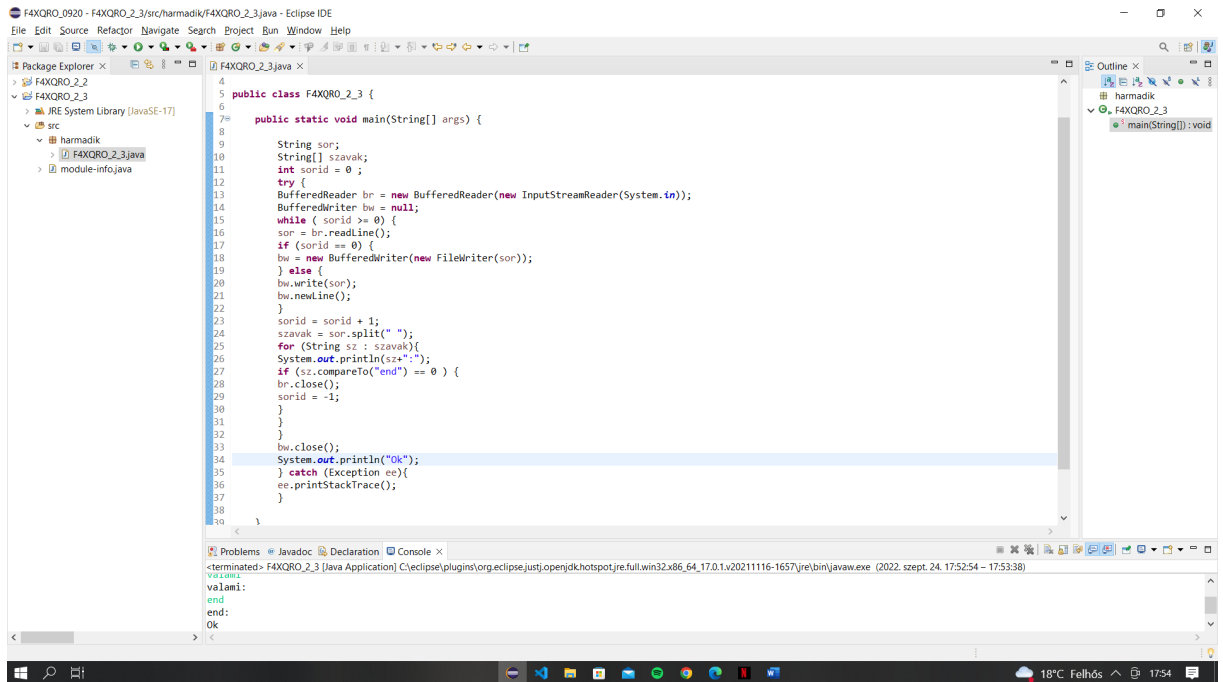 F4XQRO_0920 - F4XQRO_2_3/src/harmadik/F4XQRO_2_3.java - Eclipse IDE
File Edit Source Refactor Navigate Search Project Run Window Help
Package Explorer
F4XQRO_2_3.java
Outline
F4XQRO_2_2
F4XQRO_2_3
JRE System Library [JavaSE-17]
src
harmadik
F4XQRO_2_3.java
module-info.java
4
5 public class F4XQRO_2_3 {
6
7 public static void main(String[] args) {
8
9 String sor;
10 String[] szavak;
11 int sorid = 0 ;
12 try {
13 BufferedReader br = new BufferedReader(new InputStreamReader(System.in));
14 BufferedWriter bw = null;
15 while ( sorid >= 0) {
16 sor = br.readLine();
17 if (sorid == 0) {
18 bw = new BufferedWriter(new FileWriter(sor));
19 } else {
20 bw.write(sor);
21 bw.newLine();
22 }
23 sorid = sorid + 1;
24 szavak = sor.split(" ");
25 for (String sz : szavak){
26 System.out.println(sz+":");
27 if (sz.compareTo("end") == 0 ) {
28 br.close();
29 sorid = -1;
30 }
31 }
32 }
33 bw.close();
34 System.out.println("Ok");
35 } catch (Exception ee){
36 ee.printStackTrace();
37 }
38
39 }
harmadik
F4XQRO_2_3
main(String[]) : void
Problems Javadoc Declaration Console
<terminated> F4XQRO_2_3 [Java Application] C:\eclipse\plugins\org.eclipse.justj.openjdk.hotspot.jre.full.win32.x86_64_17.0.1.v20211116-1657\jre\bin\javaw.exe (2022. szept. 24. 17:52:54 – 17:53:38)
valami
valami:
end
end:
Ok
18°C Felhős 17:54